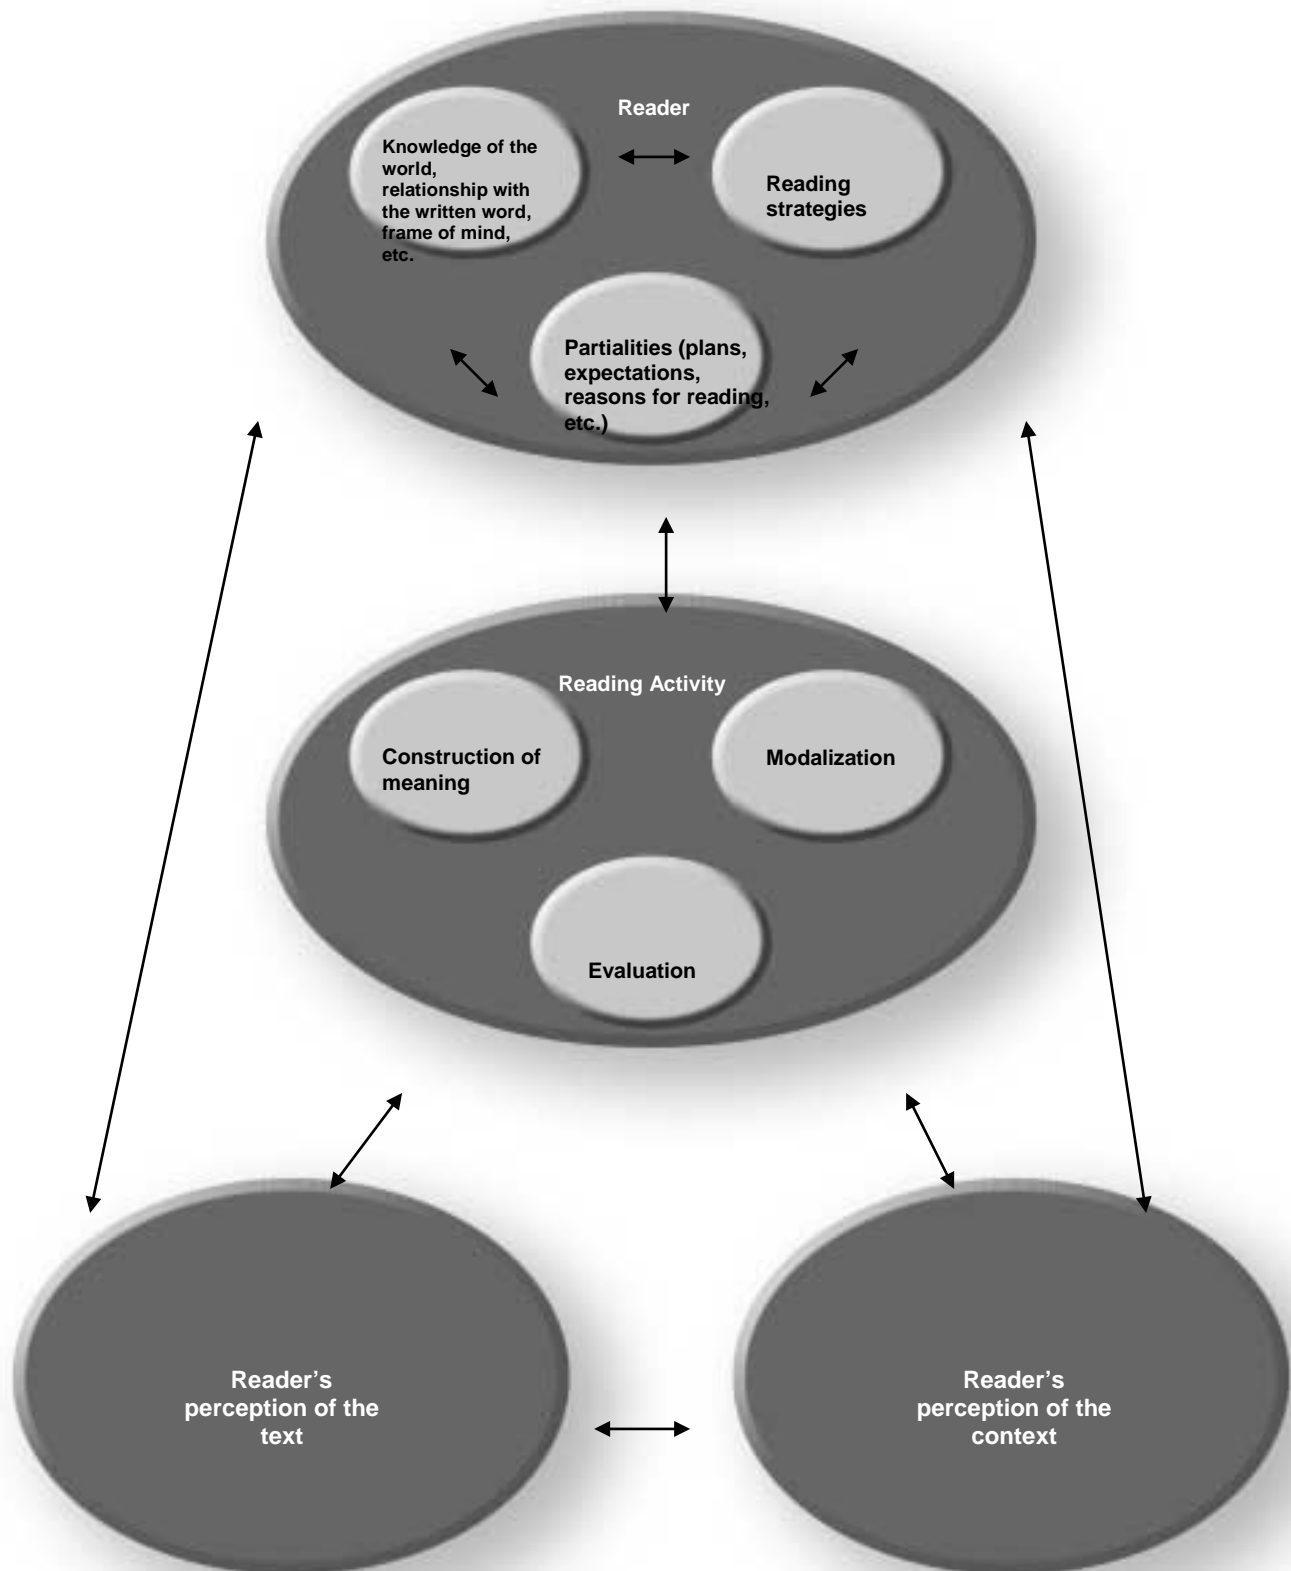 Reader
Knowledge of the
world,
relationship with
the written word,
frame of mind,
etc.
Reading
strategies
Partialities (plans,
expectations,
reasons for reading,
etc.)
Reading Activity
Construction of
meaning
Modalization
Evaluation
Reader’s
perception of the
text
Reader’s
perception of the
context